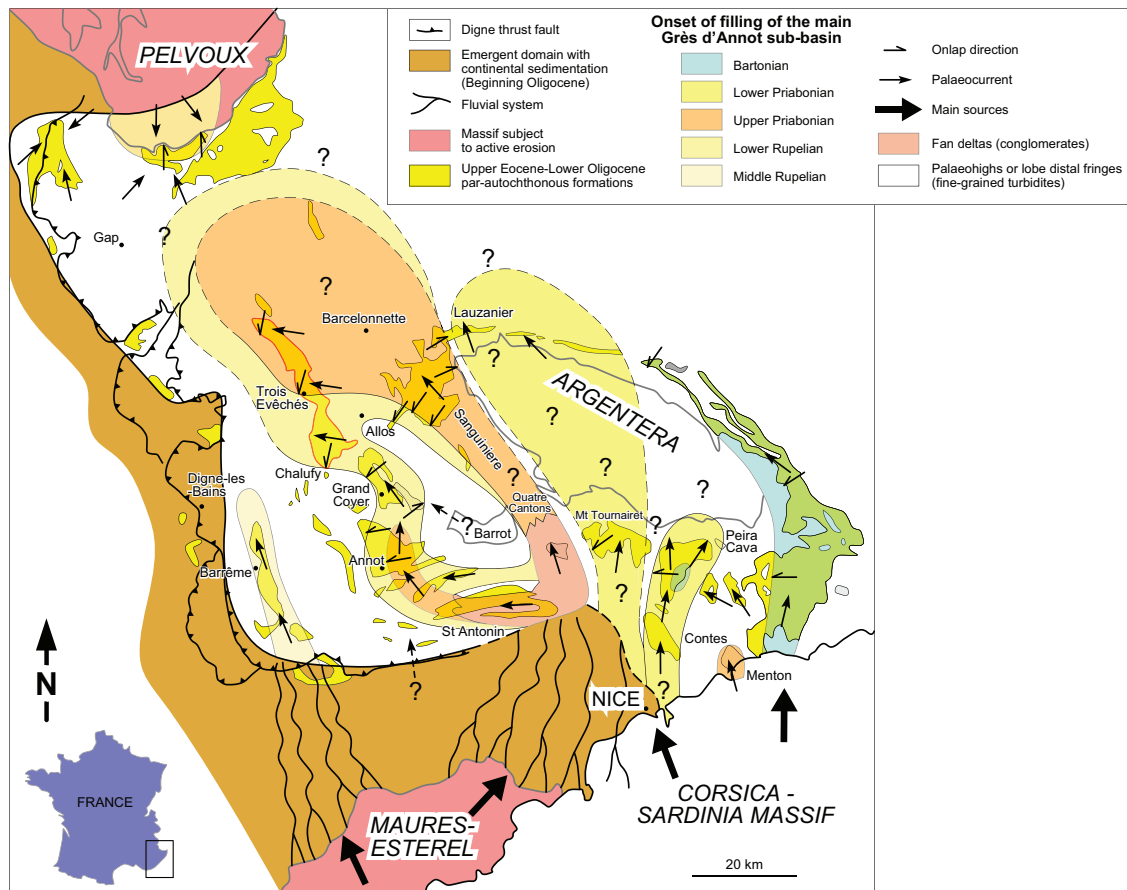 PELVOUX
Digne thrust fault
Emergent domain with
continental sedimentation
(Beginning Oligocene)
Fluvial system
Massif subject
to active erosion
Upper Eocene-Lower Oligocene
par-autochthonous formations
Onset of filling of the main
Grès d'Annot sub-basin
Bartonian
Lower Priabonian
Upper Priabonian
Lower Rupelian
Middle Rupelian
Onlap direction
Palaeocurrent
Main sources
Fan deltas (conglomerates)
Palaeohighs or lobe distal fringes
(fine-grained turbidites)
?
?
Gap
?
?
Barcelonnette
Lauzanier
?
ARGENTERA
Trois
Evêchés
?
Allos
Sanguiniere
?
Chalufy
Digne-les
-Bains
Grand
Coyer
?
Quatre
Cantons
?
?
Mt Tournairet
?
Barrot
Peira
Cava
Annot
Barrême
?
St Antonin
Contes
Menton
?
?
N
NICE
FRANCE
CORSICA -
SARDINIA MASSIF
MAURES-
ESTEREL
20 km